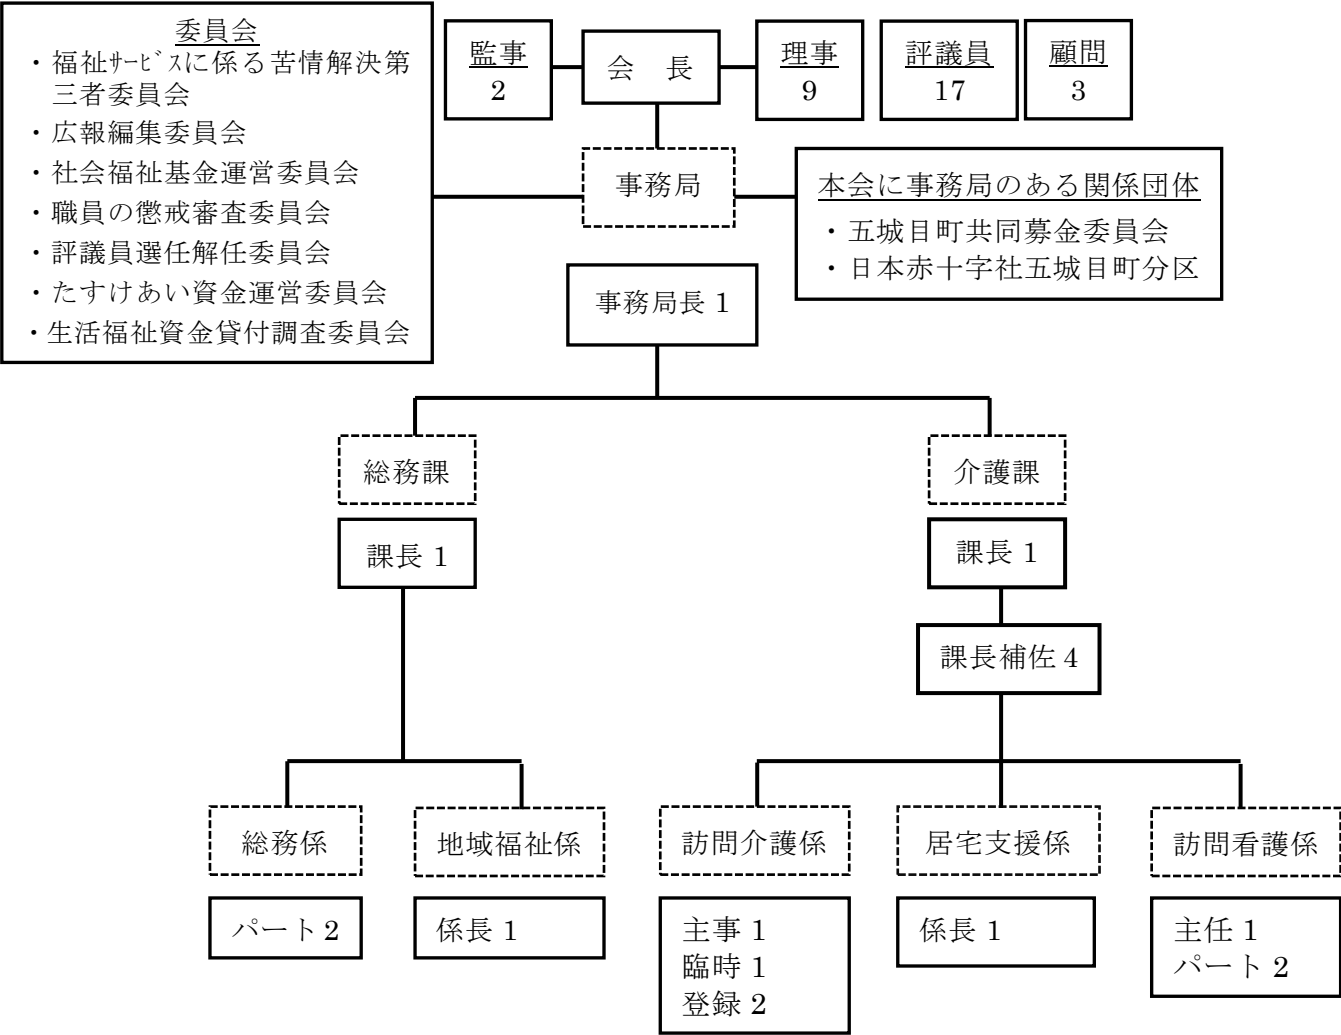 委員会
・福祉ｻｰﾋﾞｽに係る苦情解決第
三者委員会
・広報編集委員会
・社会福祉基金運営委員会
・職員の懲戒審査委員会
・評議員選任解任委員会
・たすけあい資金運営委員会
・生活福祉資金貸付調査委員会
監事
2
会　長
理事
9
評議員
17
顧問
3
事務局
本会に事務局のある関係団体
・五城目町共同募金委員会
・日本赤十字社五城目町分区
事務局長 1
総務課
課長 1
介護課
課長 1
課長補佐 4
総務係
パート 2
地域福祉係
係長 1
訪問介護係
主事 1
臨時 1
登録 2
居宅支援係
係長 1
訪問看護係
主任 1
パート 2